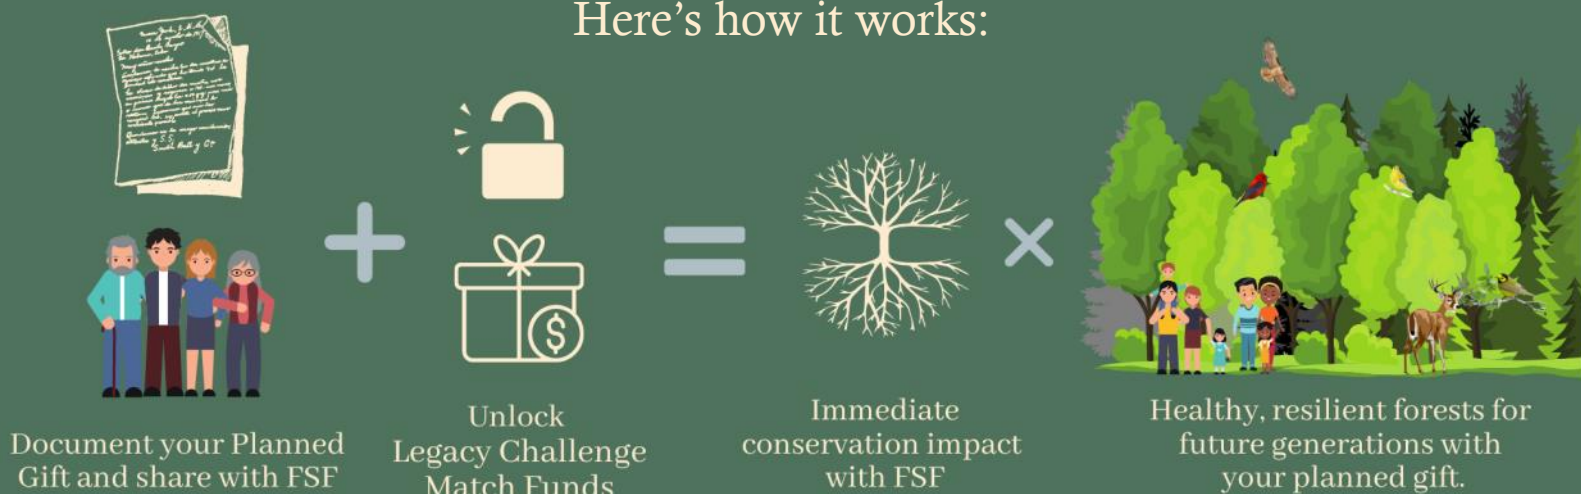 Here's how it works:
Document your Planned
Gift and share with FSF
Unlock
Legacy Challenge
Match Funds
Immediate
conservation impact
with FSF
Healthy, resilient forests for
future generations with
your planned gift.
$